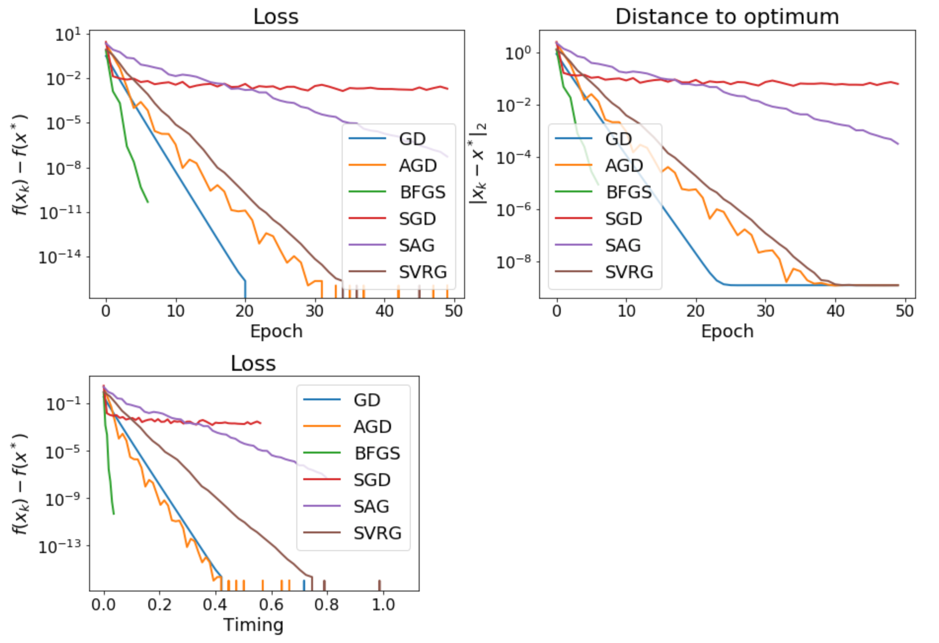 Loss
10^1
10^-2
10^-5
10^-8
10^-11
10^-14
f(x_k) − f(x^*)
0 10 20 30 40 50
Epoch
GD
AGD
BFGS
SGD
SAG
SVRG
Distance to optimum
10^0
10^-2
10^-4
10^-6
10^-8
|x_k − x^*|_2
0 10 20 30 40 50
Epoch
GD
AGD
BFGS
SGD
SAG
SVRG
Loss
10^-1
10^-5
10^-9
10^-13
f(x_k) − f(x^*)
0.0 0.2 0.4 0.6 0.8 1.0
Timing
GD
AGD
BFGS
SGD
SAG
SVRG